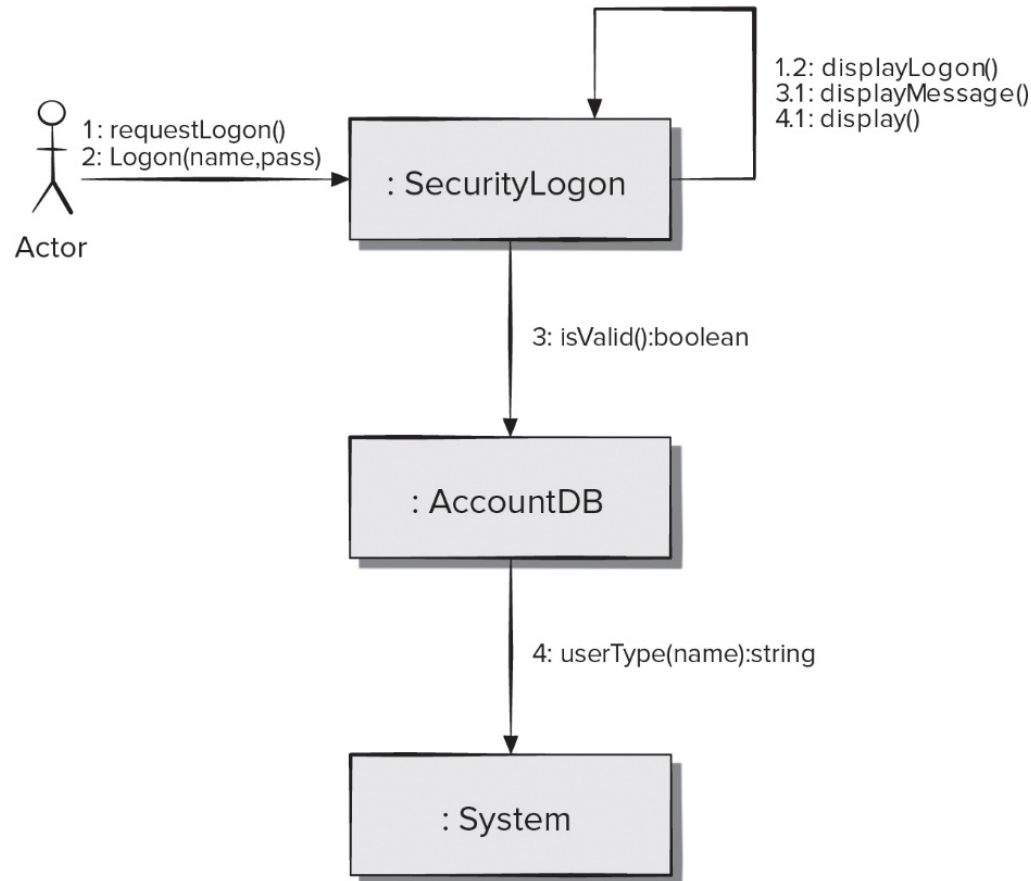 1: requestLogon()
2: Logon(name,pass)
Actor
: SecurityLogon
1.2: displayLogon()
3.1: displayMessage()
4.1: display()
3: isValid():boolean
: AccountDB
4: userType(name):string
: System